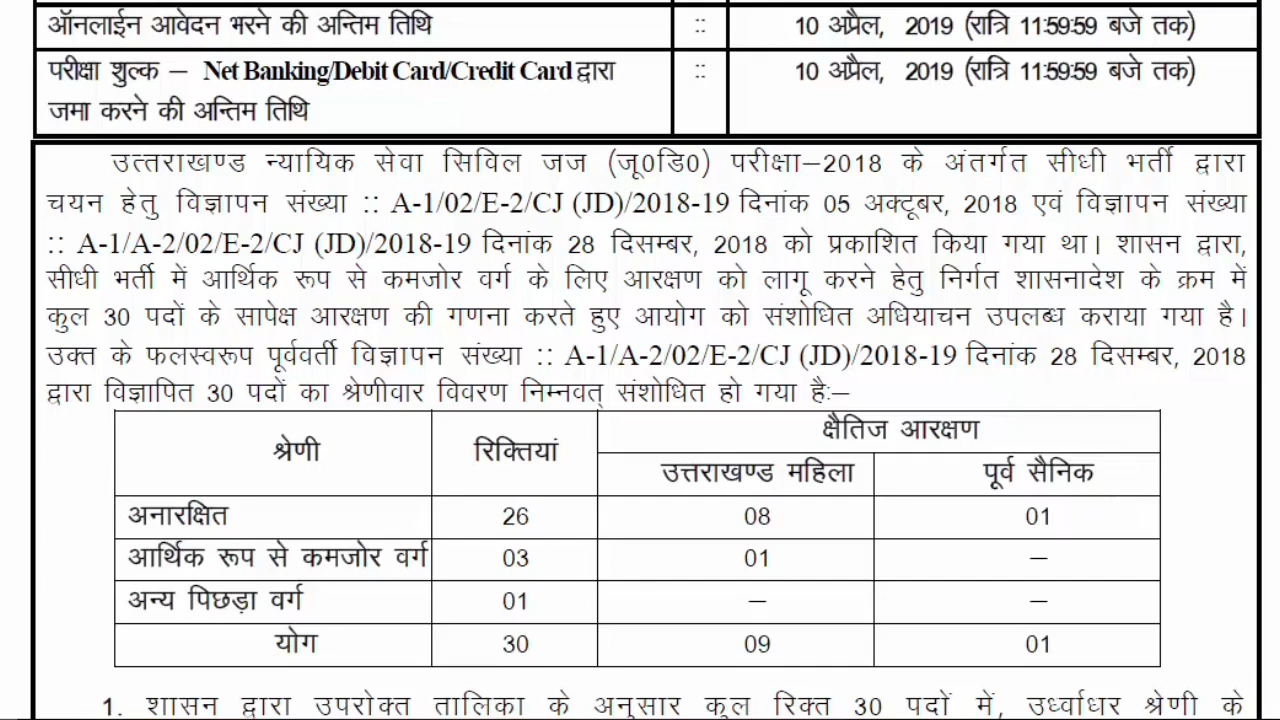 ऑनलाईन आवेदन भरने की अन्तिम तिथि :: 10 अप्रैल, 2019 (रात्रि 11:59:59 बजे तक)
परीक्षा शुल्क – Net Banking/Debit Card/Credit Card द्वारा :: 10 अप्रैल, 2019 (रात्रि 11:59:59 बजे तक)
जमा करने की अन्तिम तिथि
उत्तराखण्ड न्यायिक सेवा सिविल जज (जू0डि0) परीक्षा–2018 के अंतर्गत सीधी भर्ती द्वारा
चयन हेतु विज्ञापन संख्या :: A-1/02/E-2/CJ (JD)/2018-19 दिनांक 05 अक्टूबर, 2018 एवं विज्ञापन संख्या
:: A-1/A-2/02/E-2/CJ (JD)/2018-19 दिनांक 28 दिसम्बर, 2018 को प्रकाशित किया गया था। शासन द्वारा,
सीधी भर्ती में आर्थिक रूप से कमजोर वर्ग के लिए आरक्षण को लागू करने हेतु निर्गत शासनादेश के क्रम में
कुल 30 पदों के सापेक्ष आरक्षण की गणना करते हुए आयोग को संशोधित अधियाचन उपलब्ध कराया गया है।
उक्त के फलस्वरूप पूर्ववर्ती विज्ञापन संख्या :: A-1/A-2/02/E-2/CJ (JD)/2018-19 दिनांक 28 दिसम्बर, 2018
द्वारा विज्ञापित 30 पदों का श्रेणीवार विवरण निम्नवत् संशोधित हो गया हैः–
श्रेणी रिक्तियां क्षैतिज आरक्षण
उत्तराखण्ड महिला पूर्व सैनिक
अनारक्षित 26 08 01
आर्थिक रूप से कमजोर वर्ग 03 01 –
अन्य पिछड़ा वर्ग 01 – –
योग 30 09 01
1. शासन द्वारा उपरोक्त तालिका के अनुसार कुल रिक्त 30 पदों में, उर्ध्वाधर श्रेणी के